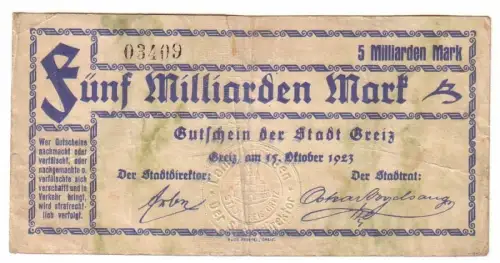 03409
5 Milliarden Mark
Fünf Milliarden Mark
Gutschein der Stadt Greiz
Greiz, am 15. Oktober 1923
Der Stadtdirektor:
Der Stadtrat:
Wer Gutscheine
nachmacht oder
verfälscht, oder
nachgemachte o.
verfälschte sich
verschafft und in
Verkehr bringt,
wird strafrecht-
lich verfolgt.